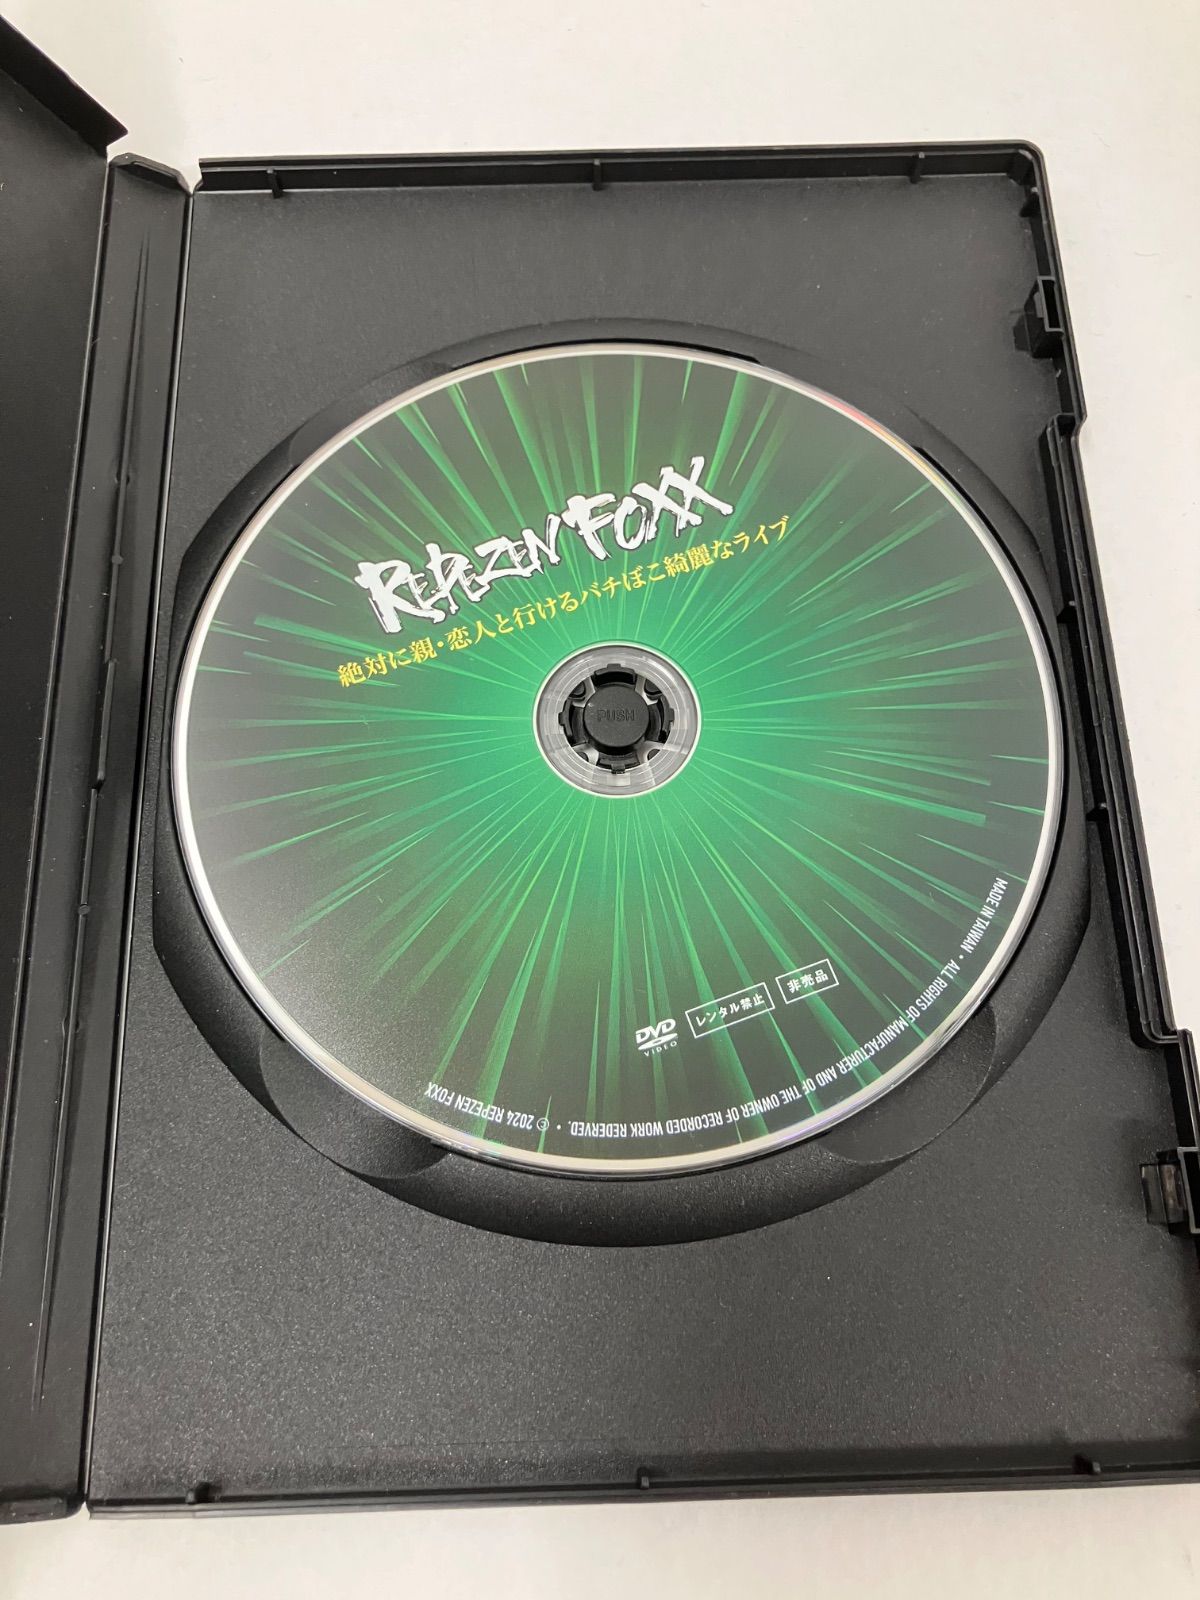 REPEZEN FOXX
絶対に親・恋人と行けるバチぼこ綺麗なライブ
PUSH
DVD
VIDEO
レンタル禁止
非売品
MADE IN TAIWAN • ALL RIGHTS OF MANUFACTURER AND OF THE OWNER OF RECORDED WORK REDERVED. • © 2024 REPEZEN FOXX